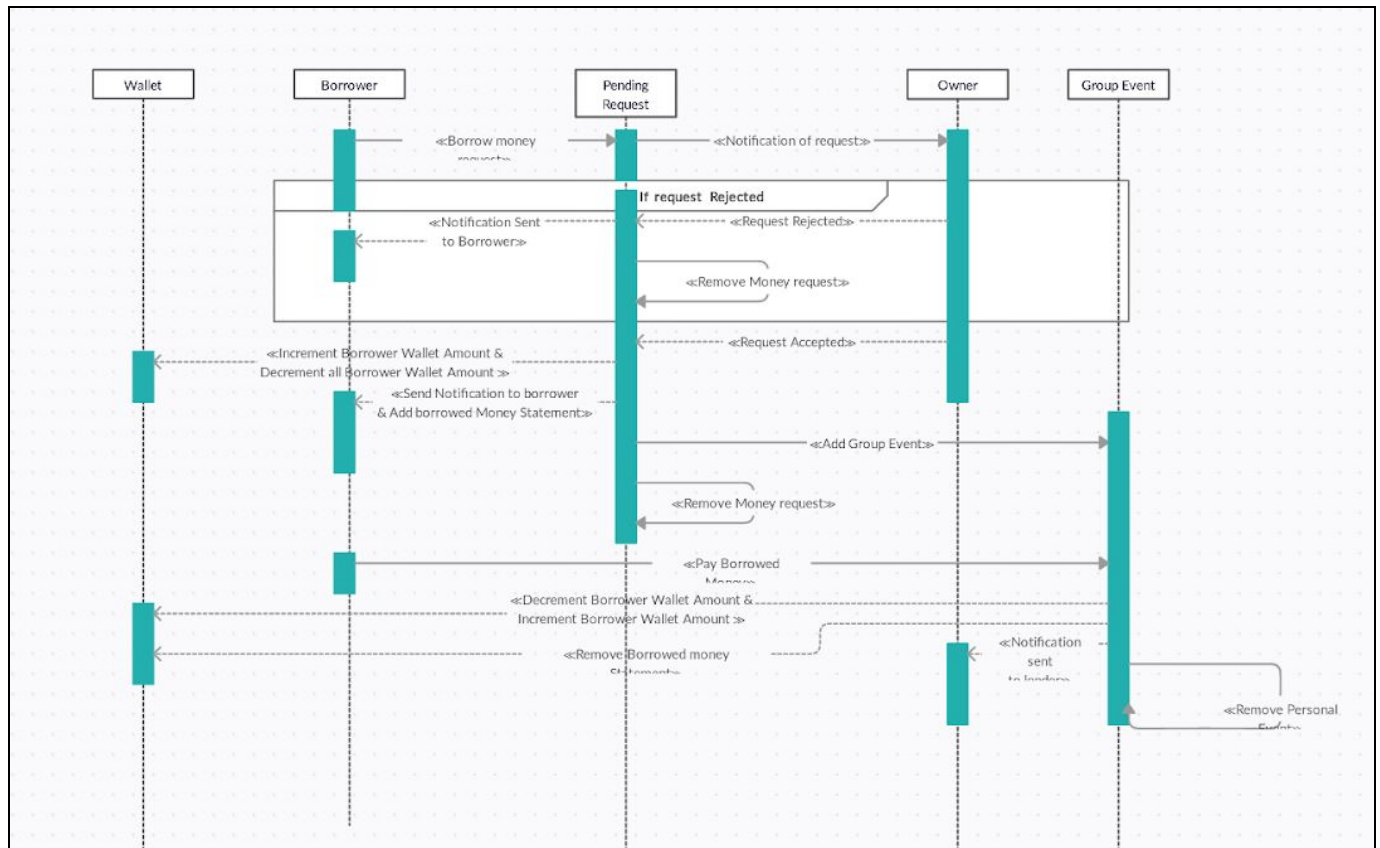 Wallet
Borrower
Pending
Request
Owner
Group Event
≪Borrow money
≪Notification of request≫
If request Rejected
≪Notification Sent
to Borrower≫
≪Request Rejected≫
≪Remove Money request≫
≪Request Accepted≫
≪Increment Borrower Wallet Amount &
Decrement all Borrower Wallet Amount ≫
≪Send Notification to borrower
& Add borrowed Money Statement≫
≪Add Group Event≫
≪Remove Money request≫
≪Pay Borrowed
≪Decrement Borrower Wallet Amount &
Increment Borrower Wallet Amount ≫
≪Notification
sent
≪Remove Borrowed money
≪Remove Personal